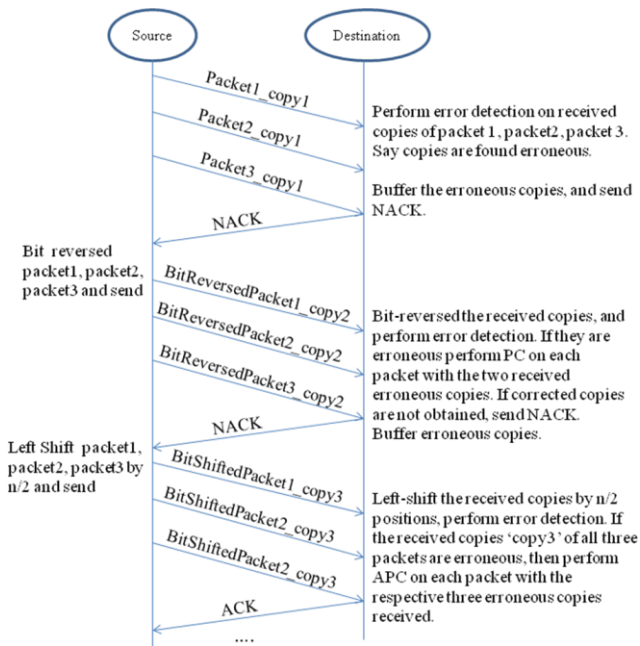 Source
Destination
Packet1_copy1
Packet2_copy1
Packet3_copy1
Perform error detection on received
copies of packet 1, packet2, packet 3.
Say copies are found erroneous.
Buffer the erroneous copies, and send
NACK.
NACK
Bit reversed
packet1, packet2,
packet3 and send
BitReversedPacket1_copy2
BitReversedPacket2_copy2
BitReversedPacket3_copy2
Bit-reversed the received copies, and
perform error detection. If they are
erroneous perform PC on each
packet with the two received
erroneous copies. If corrected copies
are not obtained, send NACK.
Buffer erroneous copies.
NACK
Left Shift packet1,
packet2, packet3 by
n/2 and send
BitShiftedPacket1_copy3
BitShiftedPacket2_copy3
BitShiftedPacket2_copy3
Left-shift the received copies by n/2
positions, perform error detection. If
the received copies 'copy3' of all three
packets are erroneous, then perform
APC on each packet with the
respective three erroneous copies
received.
ACK
....